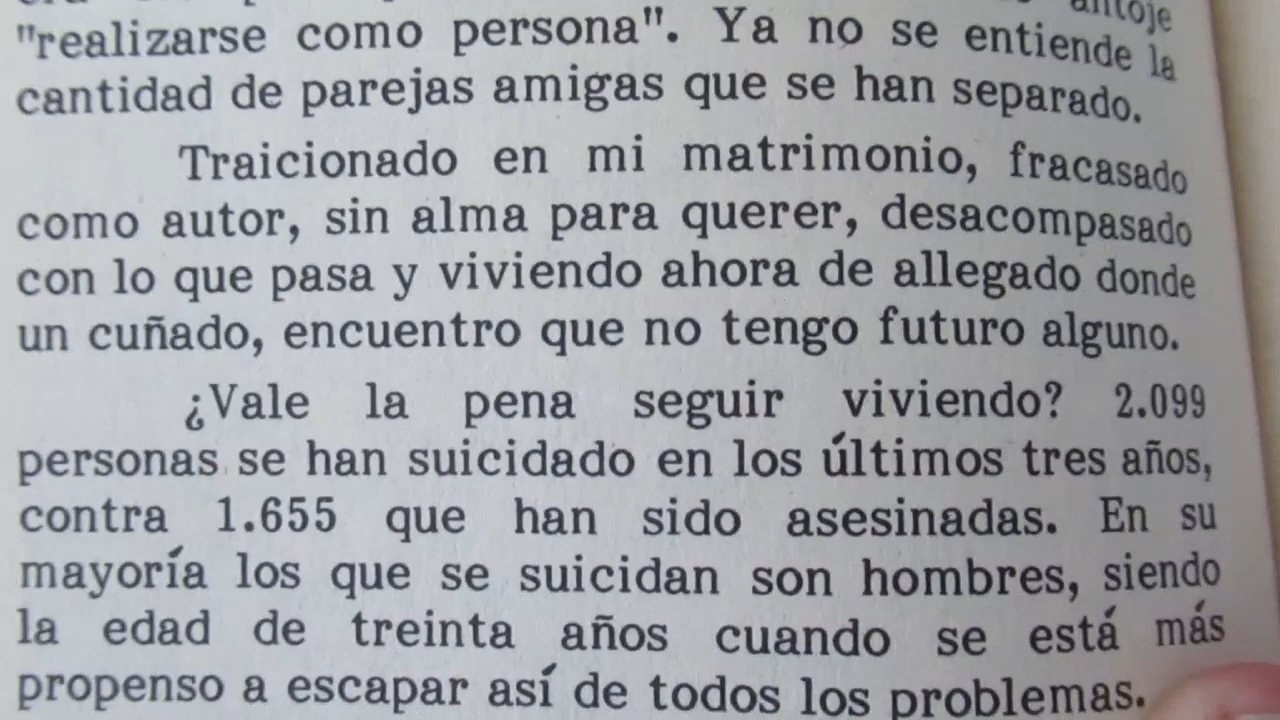 antoje
"realizarse como persona". Ya no se entiende la
cantidad de parejas amigas que se han separado.
Traicionado en mi matrimonio, fracasado
como autor, sin alma para querer, desacompasado
con lo que pasa y viviendo ahora de allegado donde
un cuñado, encuentro que no tengo futuro alguno.
¿Vale la pena seguir viviendo? 2.099
personas se han suicidado en los últimos tres años,
contra 1.655 que han sido asesinadas. En su
mayoría los que se suicidan son hombres, siendo
la edad de treinta años cuando se está más
propenso a escapar así de todos los problemas.